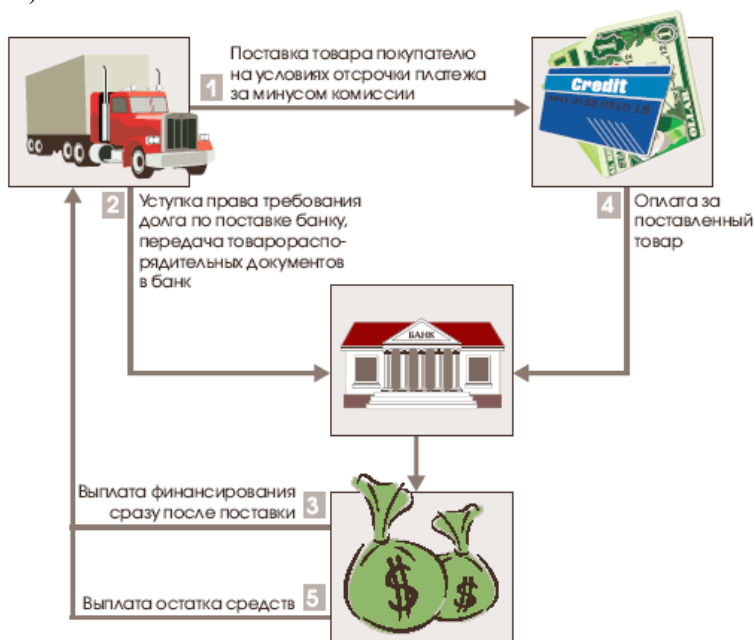 1
Поставка товара покупателю
на условиях отсрочки платежа
за минусом комиссии
Credit
2
Уступка права требования
долга по поставке банку,
передача товарораспо-
рядительных документов
в банк
4
Оплата за
поставленный
товар
БАНК
Выплата финансирования
сразу после поставки
3
Выплата остатка средств
5
$
$